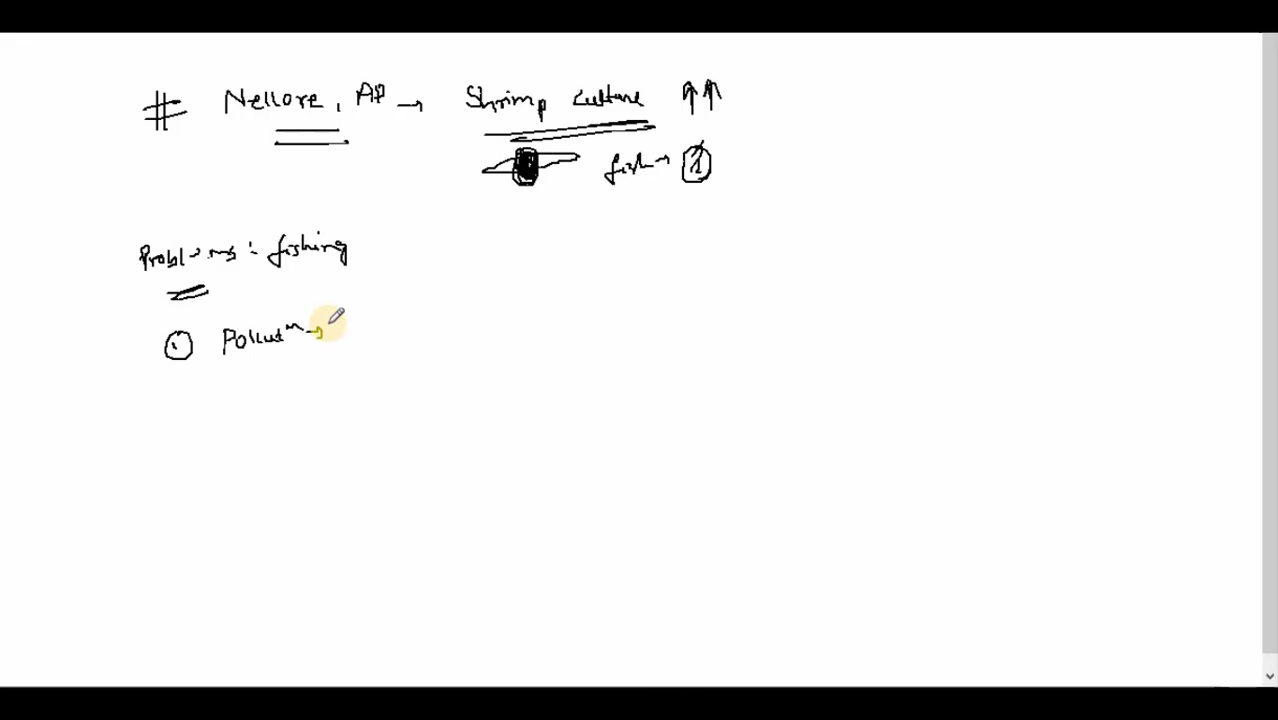 # Nellore, AP → Shrimp Culture ↑↑
fish → 1
Problems : fishing
① Pollutⁿ →